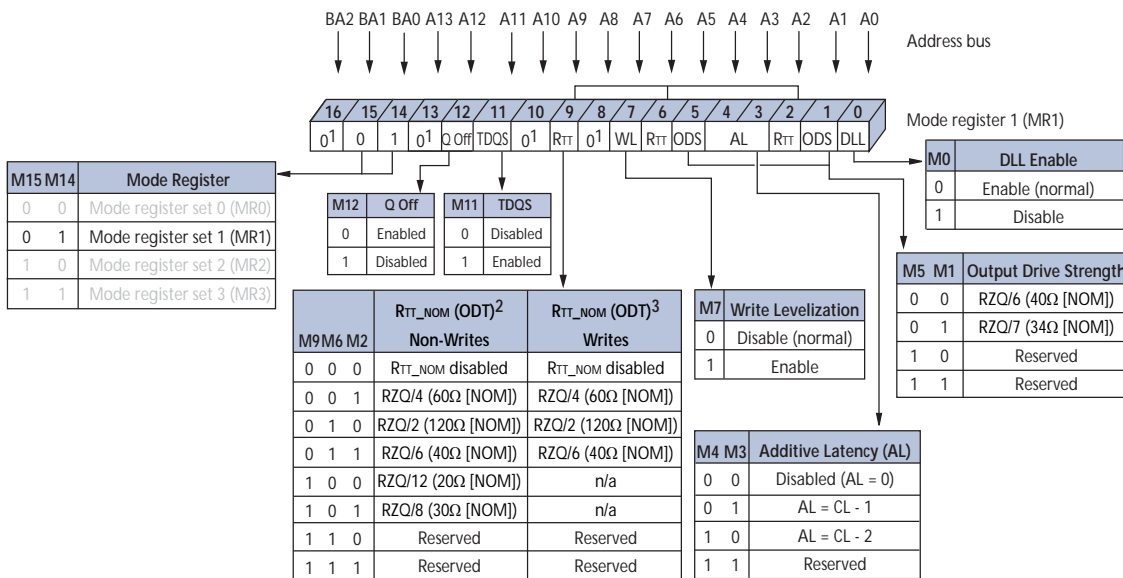 BA2 BA1 BA0 A13 A12 A11 A10 A9 A8 A7 A6 A5 A4 A3 A2 A1 A0
Address bus
16 15 14 13 12 11 10 9 8 7 6 5 4 3 2 1 0
Mode register 1 (MR1)
0¹ 0 1 0¹ Q Off TDQS 0¹ RTT 0¹ WL RTT ODS AL RTT ODS DLL
M0 DLL Enable
0 Enable (normal)
1 Disable
M15 M14 Mode Register
0 0 Mode register set 0 (MR0)
0 1 Mode register set 1 (MR1)
1 0 Mode register set 2 (MR2)
1 1 Mode register set 3 (MR3)
M12 Q Off
0 Enabled
1 Disabled
M11 TDQS
0 Disabled
1 Enabled
M5 M1 Output Drive Strength
0 0 RZQ/6 (40Ω [NOM])
0 1 RZQ/7 (34Ω [NOM])
1 0 Reserved
1 1 Reserved
M7 Write Levelization
0 Disable (normal)
1 Enable
RTT_NOM (ODT)² RTT_NOM (ODT)³
M9 M6 M2 Non-Writes Writes
0 0 0 RTT_NOM disabled RTT_NOM disabled
0 0 1 RZQ/4 (60Ω [NOM]) RZQ/4 (60Ω [NOM])
0 1 0 RZQ/2 (120Ω [NOM]) RZQ/2 (120Ω [NOM])
0 1 1 RZQ/6 (40Ω [NOM]) RZQ/6 (40Ω [NOM])
1 0 0 RZQ/12 (20Ω [NOM]) n/a
1 0 1 RZQ/8 (30Ω [NOM]) n/a
1 1 0 Reserved Reserved
1 1 1 Reserved Reserved
M4 M3 Additive Latency (AL)
0 0 Disabled (AL = 0)
0 1 AL = CL - 1
1 0 AL = CL - 2
1 1 Reserved